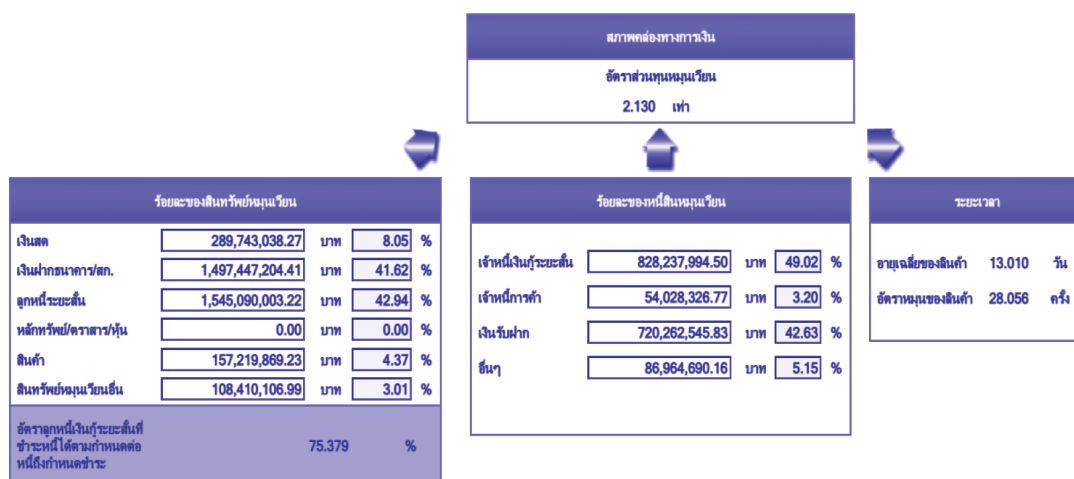 สภาพคล่องทางการเงิน
อัตราส่วนทุนหมุนเวียน
2.130 เท่า
ร้อยละของสินทรัพย์หมุนเวียน
เงินสด 289,743,038.27 บาท 8.05 %
เงินฝากธนาคาร/สก. 1,497,447,204.41 บาท 41.62 %
ลูกหนี้ระยะสั้น 1,545,090,003.22 บาท 42.94 %
หลักทรัพย์/ตราสาร/หุ้น 0.00 บาท 0.00 %
สินค้า 157,219,869.23 บาท 4.37 %
สินทรัพย์หมุนเวียนอื่น 108,410,106.99 บาท 3.01 %
อัตราลูกหนี้เงินกู้ระยะสั้นที่
ชำระหนี้ได้ตามกำหนดต่อ 75.379 %
หนี้ถึงกำหนดชำระ
ร้อยละของหนี้สินหมุนเวียน
เจ้าหนี้เงินกู้ระยะสั้น 828,237,994.50 บาท 49.02 %
เจ้าหนี้การค้า 54,028,326.77 บาท 3.20 %
เงินรับฝาก 720,262,545.83 บาท 42.63 %
อื่นๆ 86,964,690.16 บาท 5.15 %
ระยะเวลา
อายุเฉลี่ยของสินค้า 13.010 วัน
อัตราหมุนของสินค้า 28.056 ครั้ง